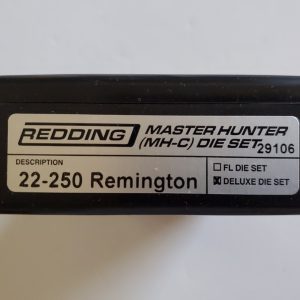 REDDING
MASTER HUNTER
(MH-C) DIE SET 29106
DESCRIPTION
22-250 Remington
FL DIE SET
DELUXE DIE SET